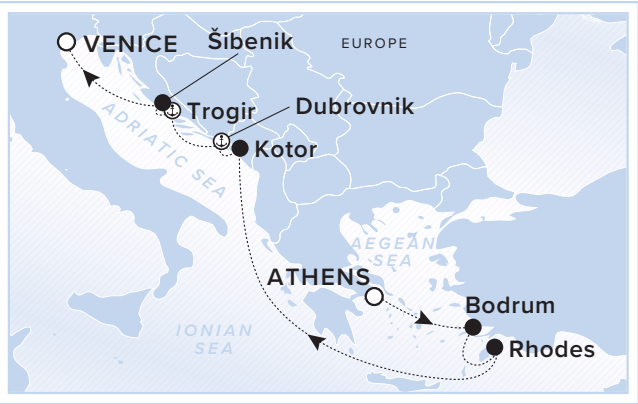 VENICE
Šibenik
EUROPE
Trogir
Dubrovnik
Kotor
ADRIATIC SEA
AEGEAN
SEA
ATHENS
Bodrum
IONIAN
SEA
Rhodes